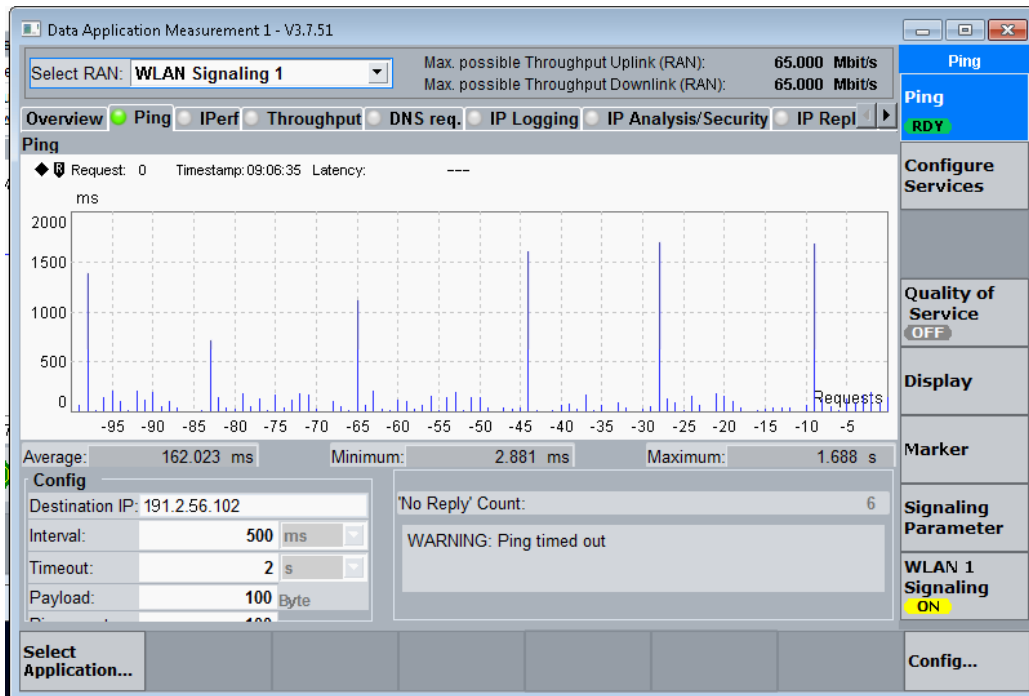 Data Application Measurement 1 - V3.7.51
Select RAN: WLAN Signaling 1
Max. possible Throughput Uplink (RAN): 65.000 Mbit/s
Max. possible Throughput Downlink (RAN): 65.000 Mbit/s
Overview Ping IPerf Throughput DNS req. IP Logging IP Analysis/Security IP Repl
Ping
R Request: 0 Timestamp: 09:06:35 Latency: ---
ms
2000
1500
1000
500
0
Requests
-95 -90 -85 -80 -75 -70 -65 -60 -55 -50 -45 -40 -35 -30 -25 -20 -15 -10 -5
Average: 162.023 ms Minimum: 2.881 ms Maximum: 1.688 s
Config
Destination IP: 191.2.56.102
Interval: 500 ms
Timeout: 2 s
Payload: 100 Byte
'No Reply' Count: 6
WARNING: Ping timed out
Select
Application...
Ping
Ping
RDY
Configure
Services
Quality of
Service
OFF
Display
Marker
Signaling
Parameter
WLAN 1
Signaling
ON
Config...